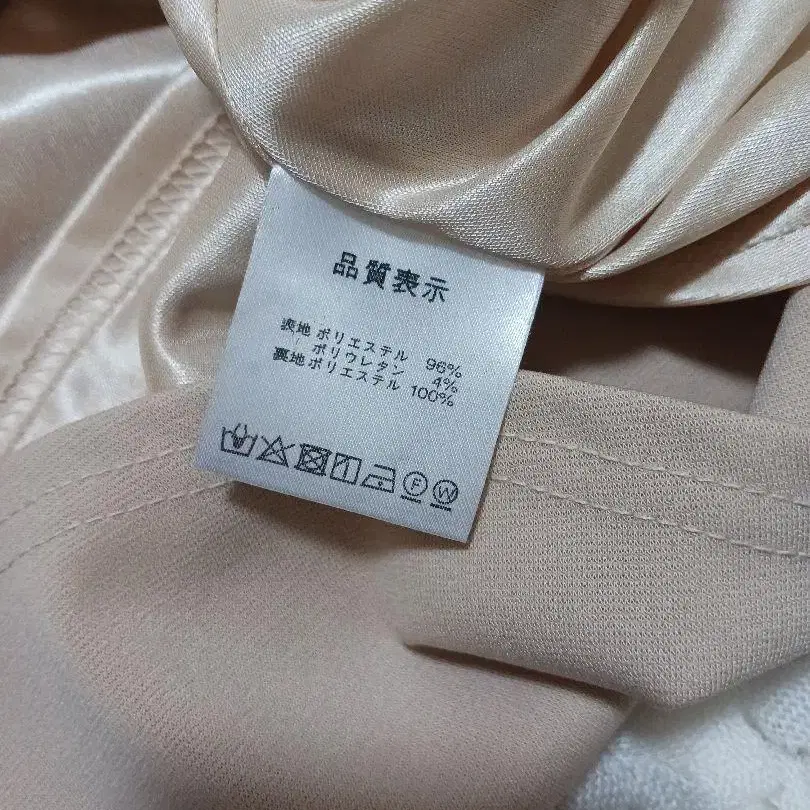 品質表示
表地 ポリエステル 96%
ポリウレタン 4%
裏地 ポリエステル 100%
F W